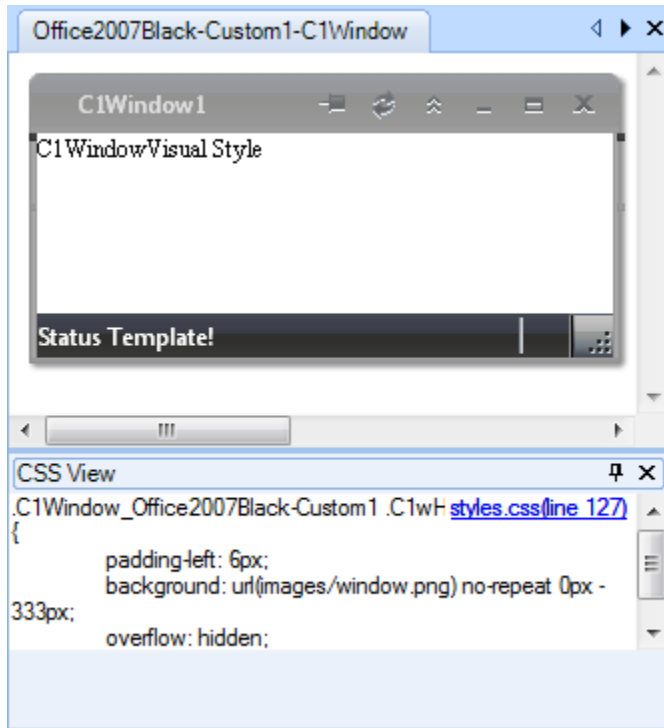 Office2007Black-Custom1-C1Window
C1Window1
C1WindowVisual Style
Status Template!
CSS View
.C1Window_Office2007Black-Custom1 .C1wH styles.css(line 127)
{
padding-left: 6px;
background: url(images/window.png) no-repeat 0px -
333px;
overflow: hidden;